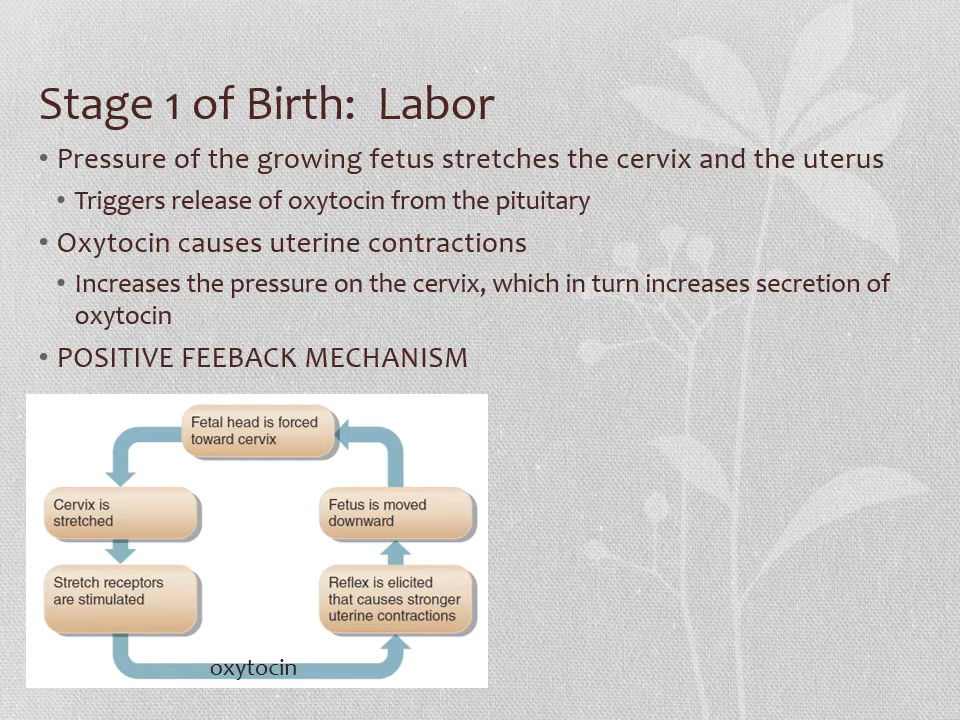 Stage 1 of Birth: Labor
• Pressure of the growing fetus stretches the cervix and the uterus
• Triggers release of oxytocin from the pituitary
• Oxytocin causes uterine contractions
• Increases the pressure on the cervix, which in turn increases secretion of
oxytocin
• POSITIVE FEEBACK MECHANISM
Fetal head is forced
toward cervix
Cervix is
stretched
Stretch receptors
are stimulated
oxytocin
Reflex is elicited
that causes stronger
uterine contractions
Fetus is moved
downward